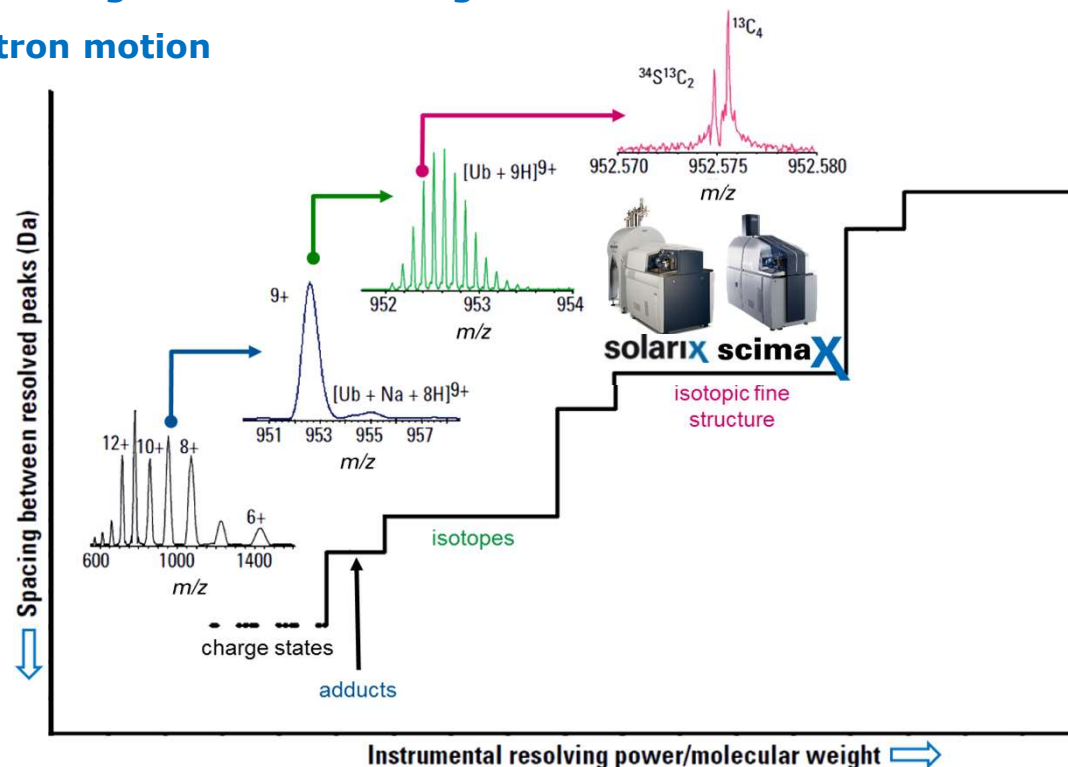 tron motion
¹³C₄
³⁴S¹³C₂
952.570 952.575 952.580
m/z
[Ub + 9H]⁹⁺
952 953 954
m/z
9+
[Ub + Na + 8H]⁹⁺
951 953 955 957
m/z
12+ 10+ 8+
6+
600 1000 1400
m/z
solarix scimaX
isotopic fine
structure
isotopes
charge states
adducts
Spacing between resolved peaks (Da)
Instrumental resolving power/molecular weight